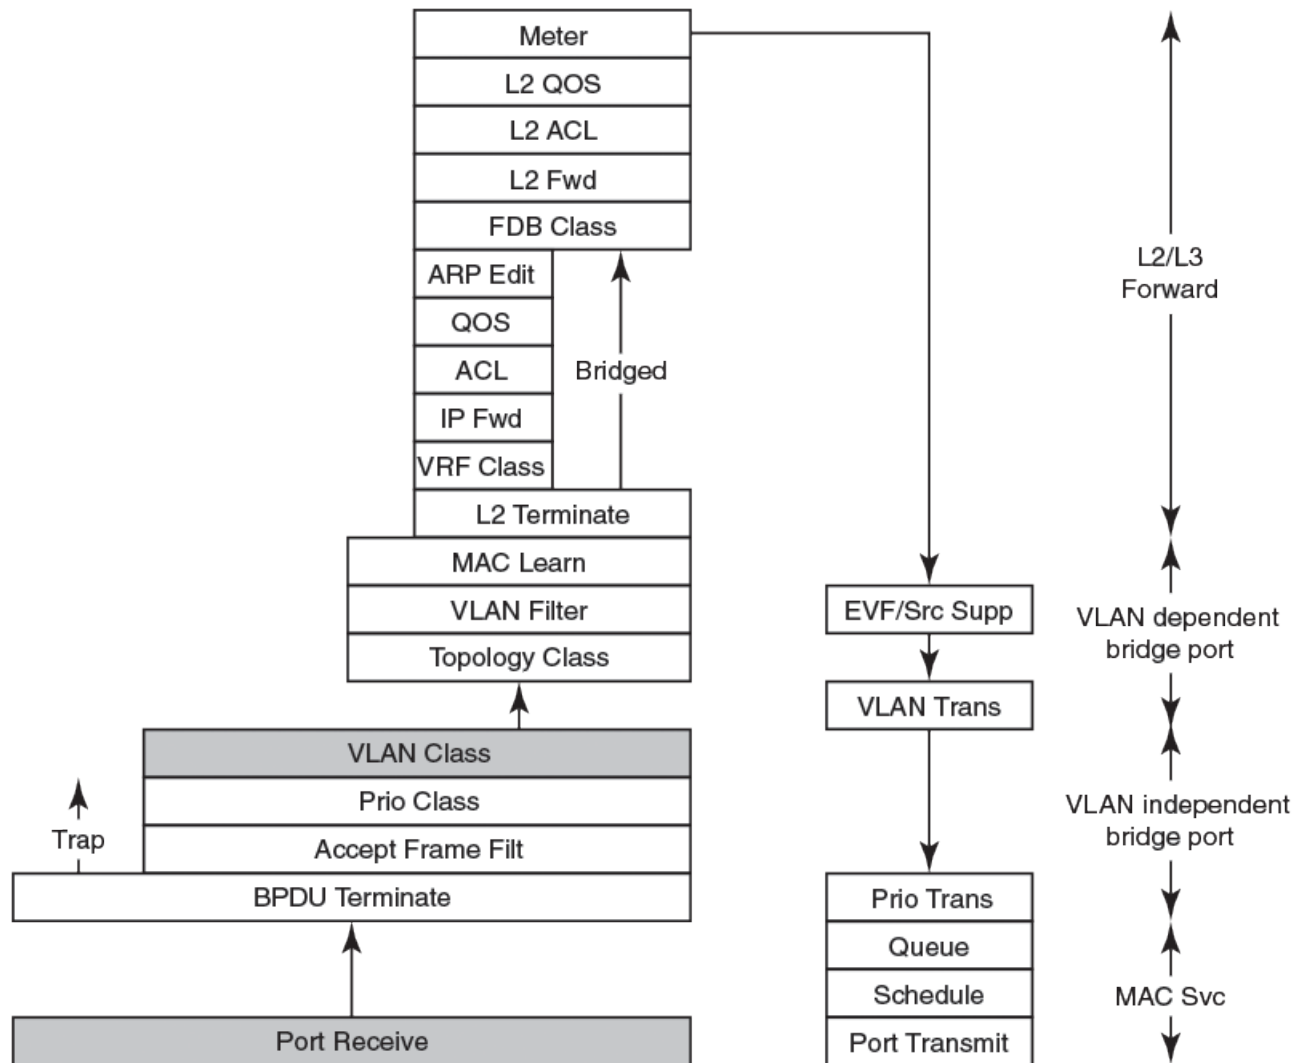 Meter
L2 QOS
L2 ACL
L2 Fwd
FDB Class
ARP Edit
QOS
ACL
Bridged
IP Fwd
VRF Class
L2 Terminate
MAC Learn
VLAN Filter
Topology Class
VLAN Class
Prio Class
Trap
Accept Frame Filt
BPDU Terminate
Port Receive
EVF/Src Supp
VLAN Trans
Prio Trans
Queue
Schedule
Port Transmit
L2/L3
Forward
VLAN dependent
bridge port
VLAN independent
bridge port
MAC Svc